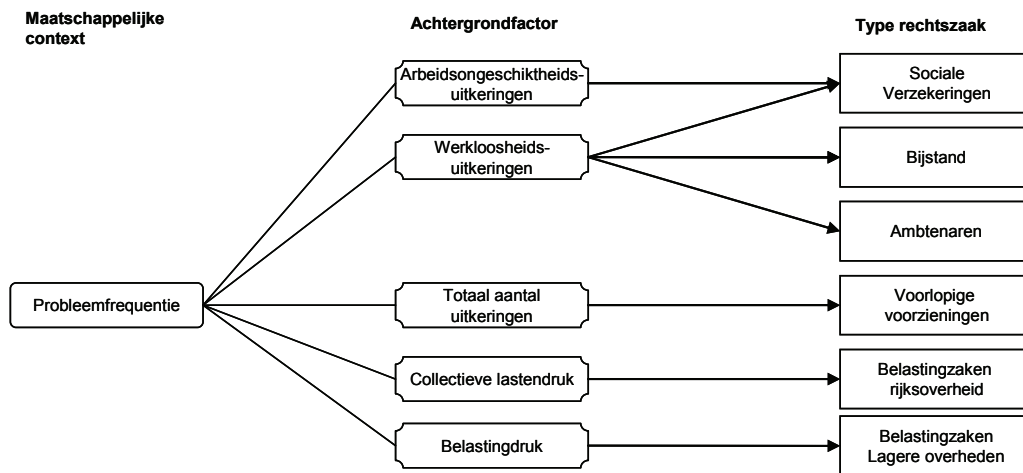 Maatschappelijke
context
Achtergrondfactor
Type rechtszaak
Arbeidsongeschiktheids-
uitkeringen
Sociale
Verzekeringen
Werkloosheids-
uitkeringen
Bijstand
Ambtenaren
Probleemfrequentie
Totaal aantal
uitkeringen
Voorlopige
voorzieningen
Collectieve lastendruk
Belastingzaken
rijksoverheid
Belastingdruk
Belastingzaken
Lagere overheden